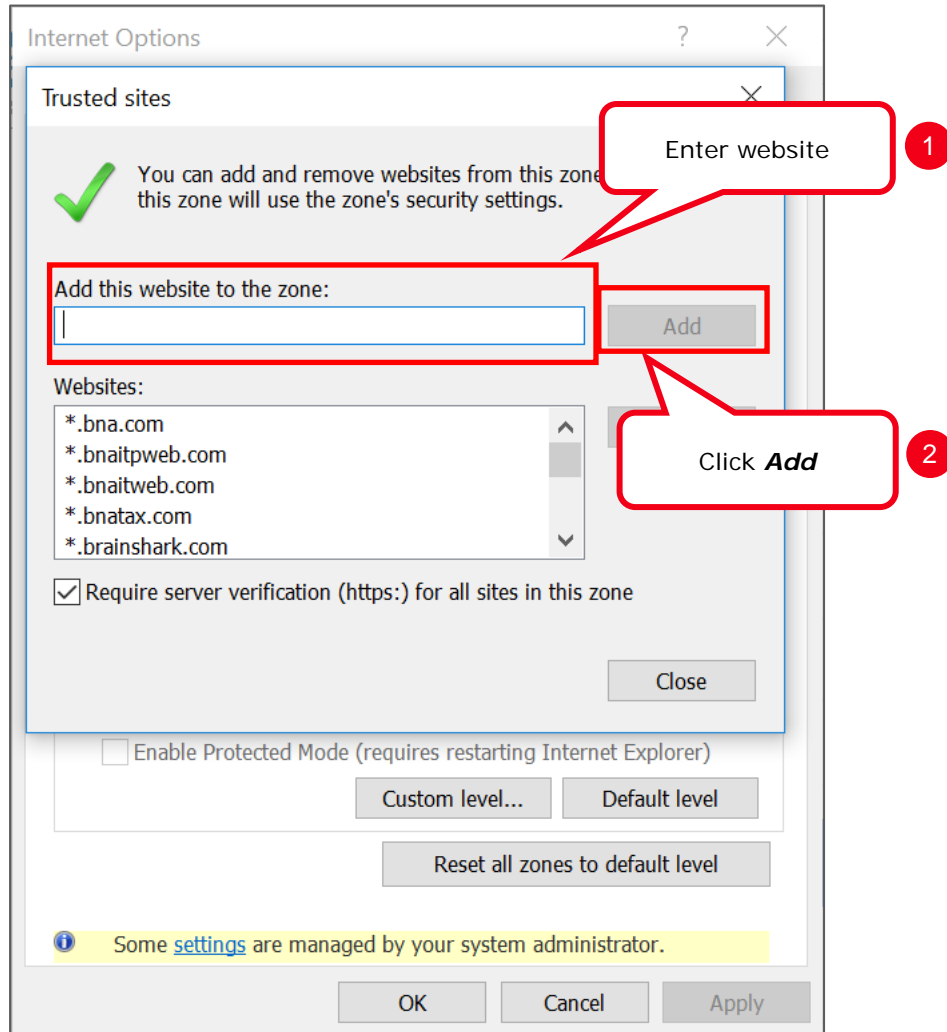 Internet Options
Trusted sites
You can add and remove websites from this zone
this zone will use the zone's security settings.
Enter website
1
Add this website to the zone:
Add
Websites:
*.bna.com
*.bnaitpweb.com
*.bnaitweb.com
*.bnatax.com
*.brainshark.com
Click Add
2
Require server verification (https:) for all sites in this zone
Close
Enable Protected Mode (requires restarting Internet Explorer)
Custom level...
Default level
Reset all zones to default level
Some settings are managed by your system administrator.
OK
Cancel
Apply